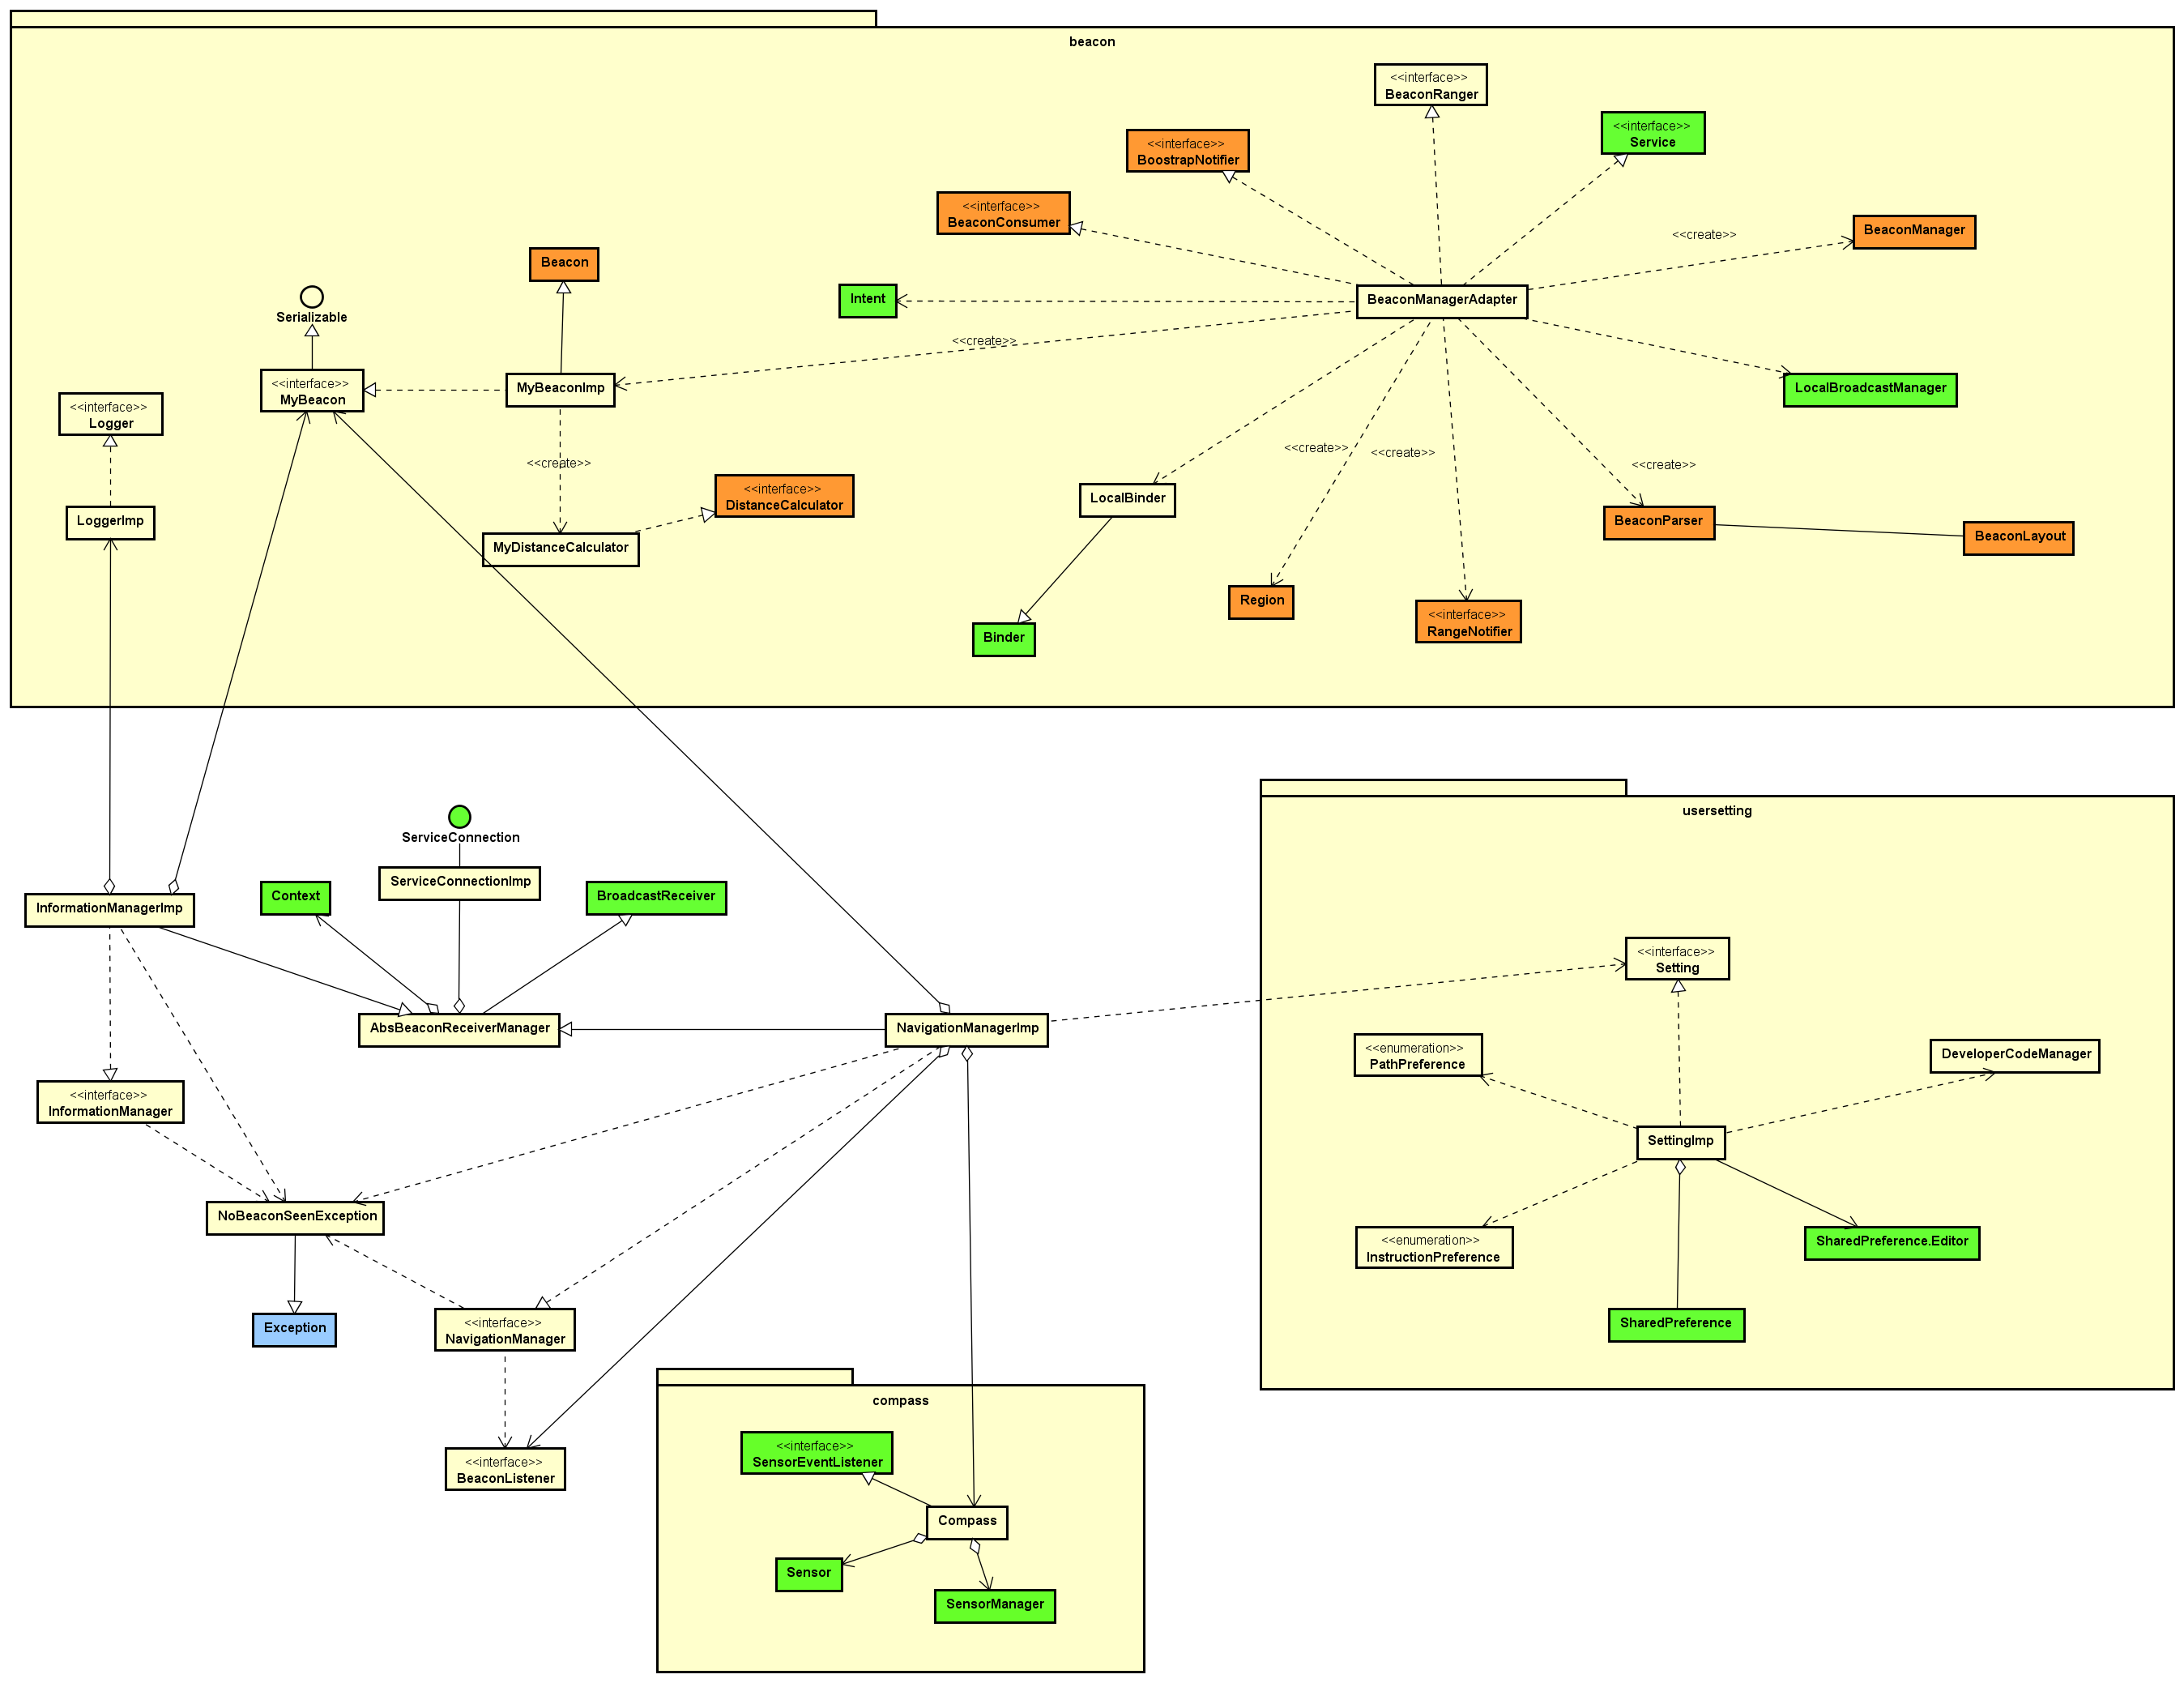 beacon
<<interface>>
BeaconRanger
<<interface>>
Service
<<interface>>
BoostrapNotifier
<<interface>>
BeaconConsumer
BeaconManager
<<create>>
Beacon
Intent
BeaconManagerAdapter
Serializable
<<create>>
<<interface>>
MyBeacon
MyBeaconImp
LocalBroadcastManager
<<interface>>
Logger
<<create>>
<<create>>
<<create>>
<<create>>
<<interface>>
DistanceCalculator
LocalBinder
LoggerImp
BeaconParser
BeaconLayout
MyDistanceCalculator
Region
<<interface>>
RangeNotifier
Binder
usersetting
ServiceConnection
ServiceConnectionImp
Context
BroadcastReceiver
InformationManagerImp
<<interface>>
Setting
AbsBeaconReceiverManager
NavigationManagerImp
<<enumeration>>
PathPreference
DeveloperCodeManager
<<interface>>
InformationManager
SettingImp
NoBeaconSeenException
<<enumeration>>
InstructionPreference
SharedPreference.Editor
Exception
<<interface>>
NavigationManager
SharedPreference
compass
<<interface>>
SensorEventListener
<<interface>>
BeaconListener
Compass
Sensor
SensorManager